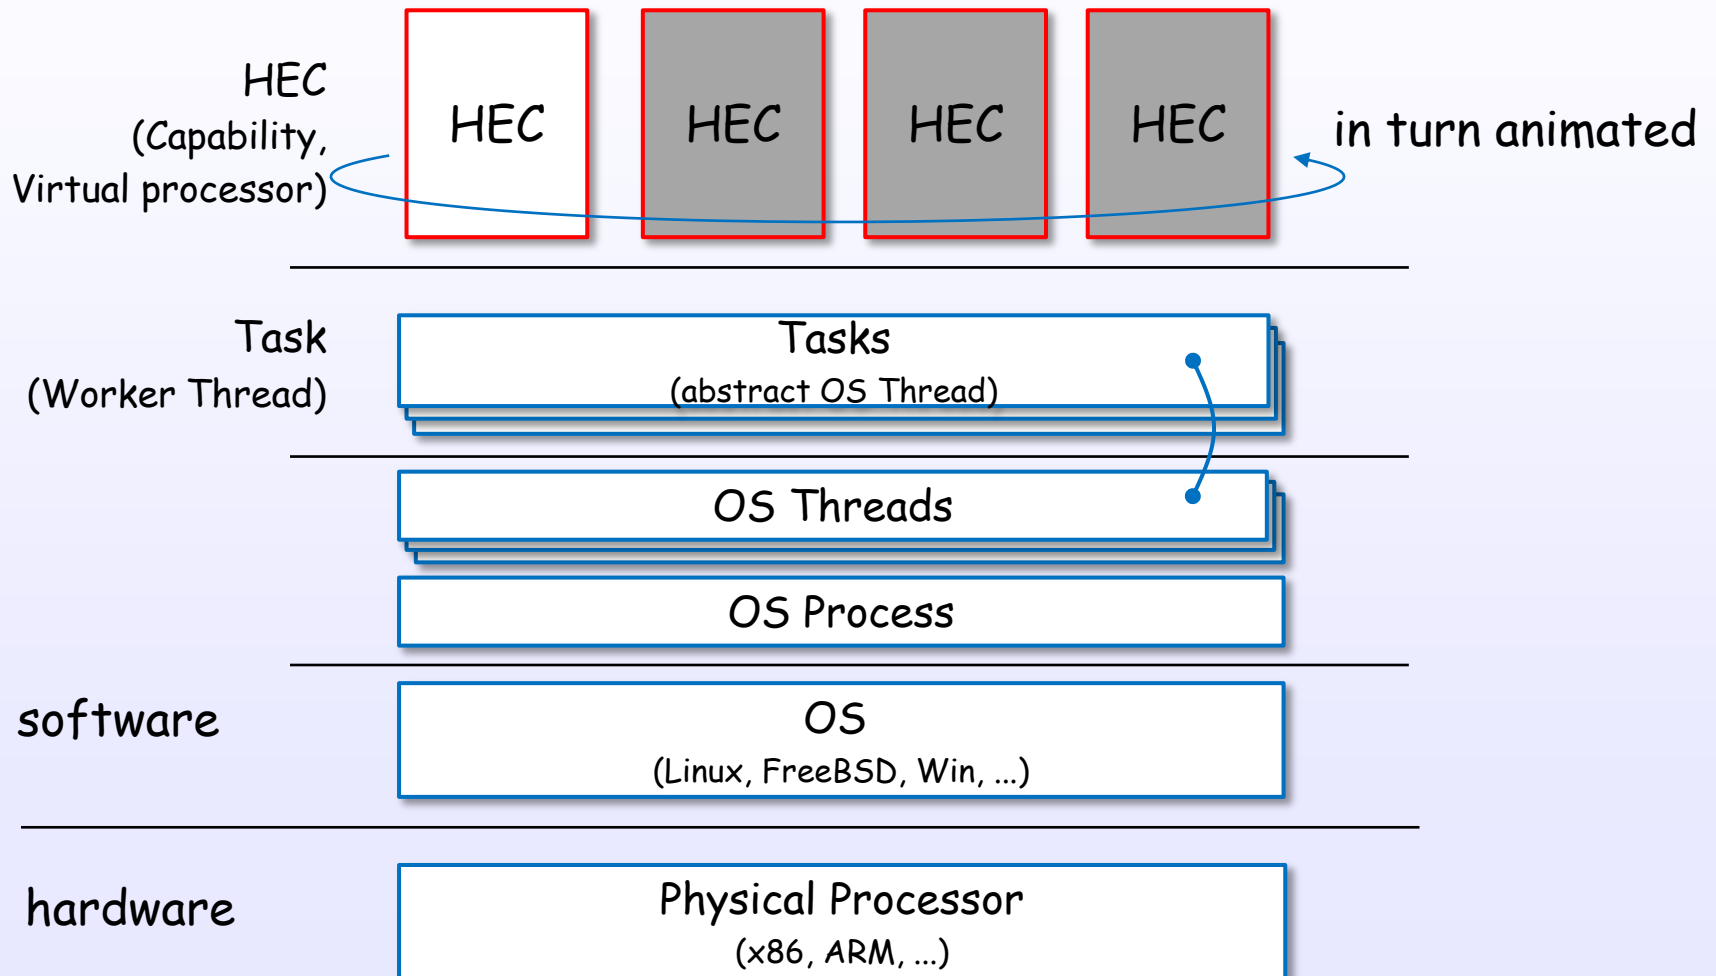 HEC
(Capability,
Virtual processor)
HEC HEC HEC HEC
in turn animated
Task
(Worker Thread)
Tasks
(abstract OS Thread)
OS Threads
OS Process
software
OS
(Linux, FreeBSD, Win, ...)
hardware
Physical Processor
(x86, ARM, ...)